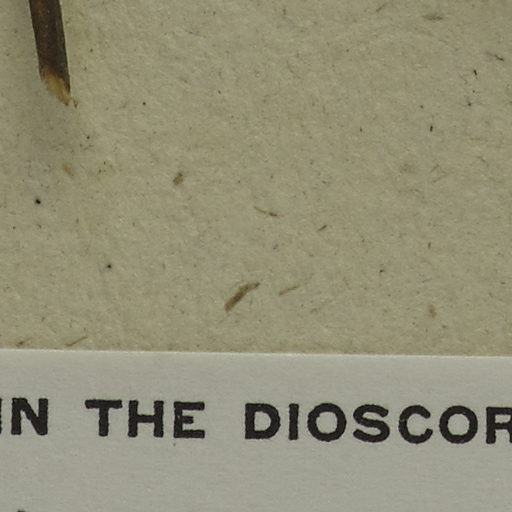 IN THE DIOSCOR